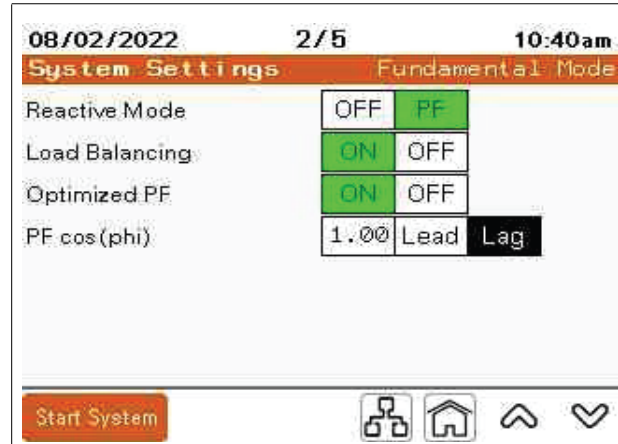 08/02/2022 2/5 10:40am
System Settings Fundamental Mode
Reactive Mode OFF PF
Load Balancing ON OFF
Optimized PF ON OFF
PF cos(phi) 1.00 Lead Lag
Start System